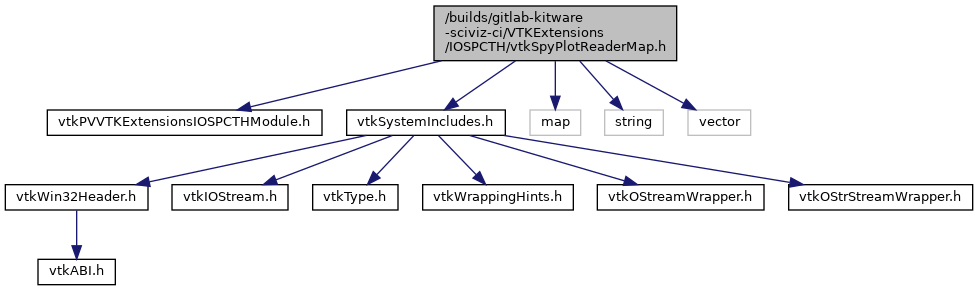 /builds/gitlab-kitware
-sciviz-ci/VTKExtensions
/IOSPCTH/vtkSpyPlotReaderMap.h
vtkPVVTKExtensionsIOSPCTHModule.h
vtkSystemIncludes.h
map
string
vector
vtkWin32Header.h
vtkIOStream.h
vtkType.h
vtkWrappingHints.h
vtkOStreamWrapper.h
vtkOStrStreamWrapper.h
vtkABI.h